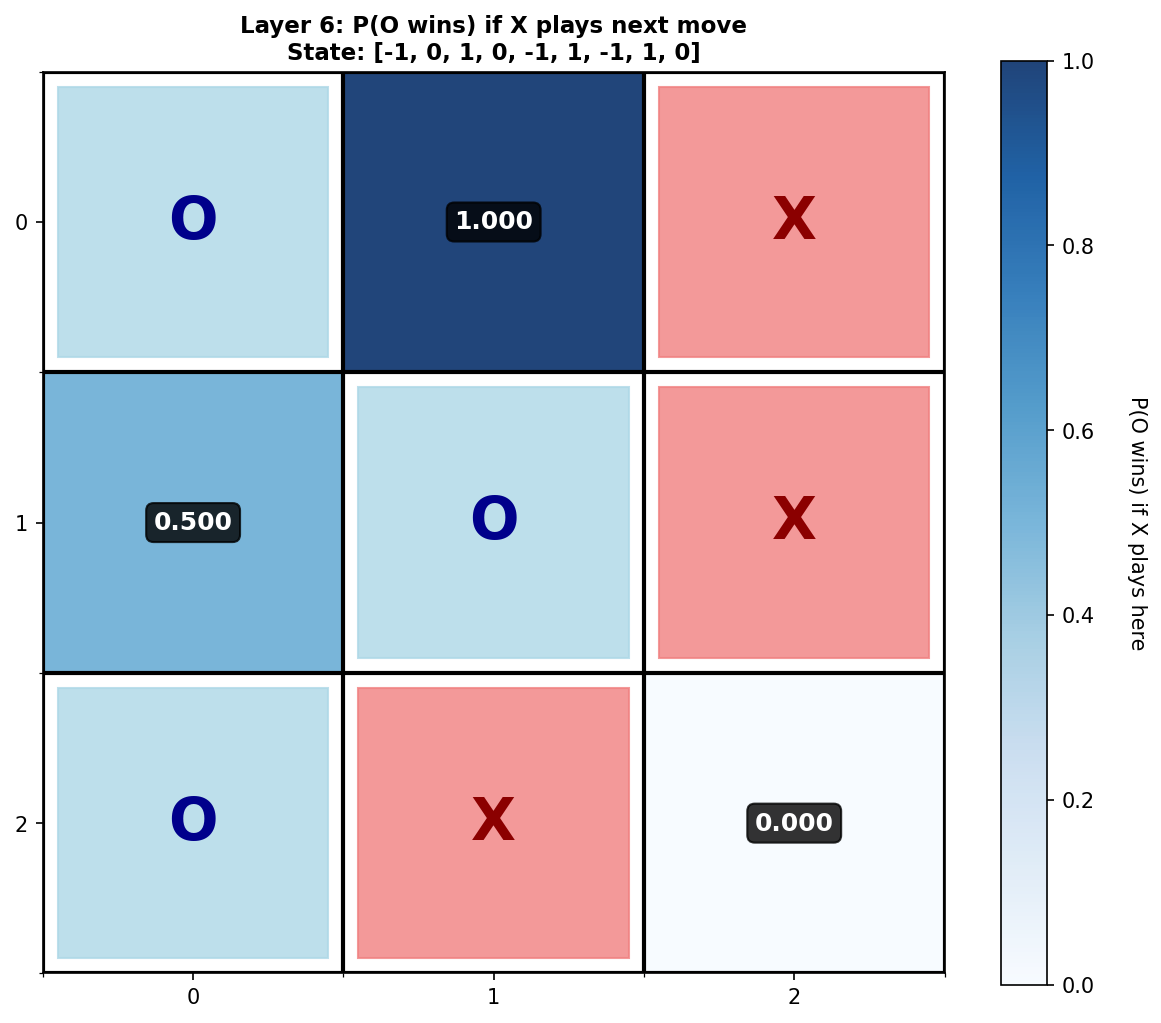 Layer 6: P(O wins) if X plays next move
State: [-1, 0, 1, 0, -1, 1, -1, 1, 0]
0
O
1.000
X
1
0.500
O
X
2
O
X
0.000
0
1
2
1.0
0.8
0.6
0.4
0.2
0.0
P(O wins) if X plays here